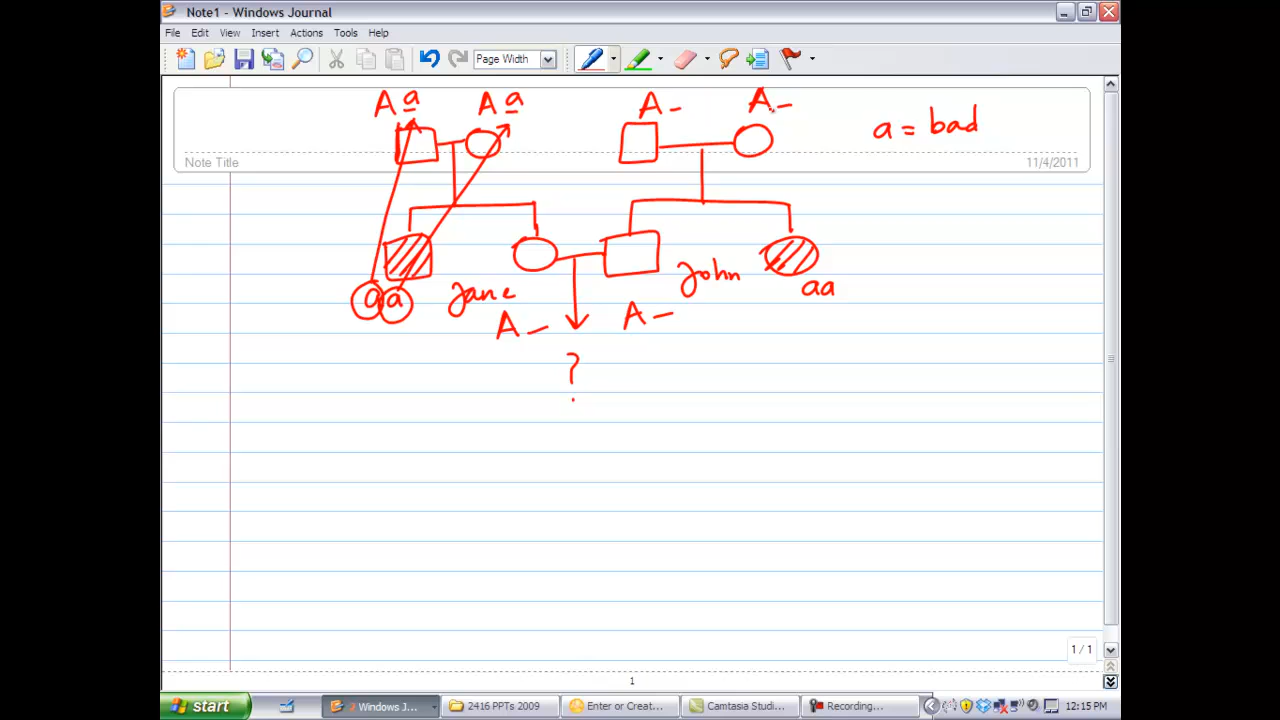 Note1 - Windows Journal
File Edit View Insert Actions Tools Help
Page Width
A a A a A - A -
a = bad
Note Title
11/4/2011
a a
Jane
John
aa
A - A -
?
1 / 1
1
start
Windows J...
2416 PPTs 2009
Enter or Creat...
Camtasia Studi...
Recording...
12:15 PM